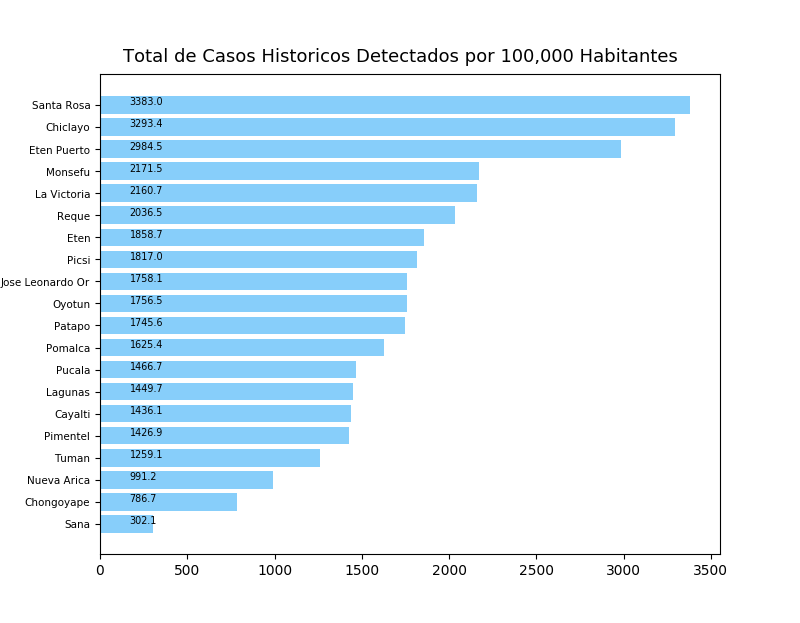 Total de Casos Historicos Detectados por 100,000 Habitantes
Santa Rosa 3383.0
Chiclayo 3293.4
Eten Puerto 2984.5
Monsefu 2171.5
La Victoria 2160.7
Reque 2036.5
Eten 1858.7
Picsi 1817.0
Jose Leonardo Or 1758.1
Oyotun 1756.5
Patapo 1745.6
Pomalca 1625.4
Pucala 1466.7
Lagunas 1449.7
Cayalti 1436.1
Pimentel 1426.9
Tuman 1259.1
Nueva Arica 991.2
Chongoyape 786.7
Sana 302.1
0 500 1000 1500 2000 2500 3000 3500